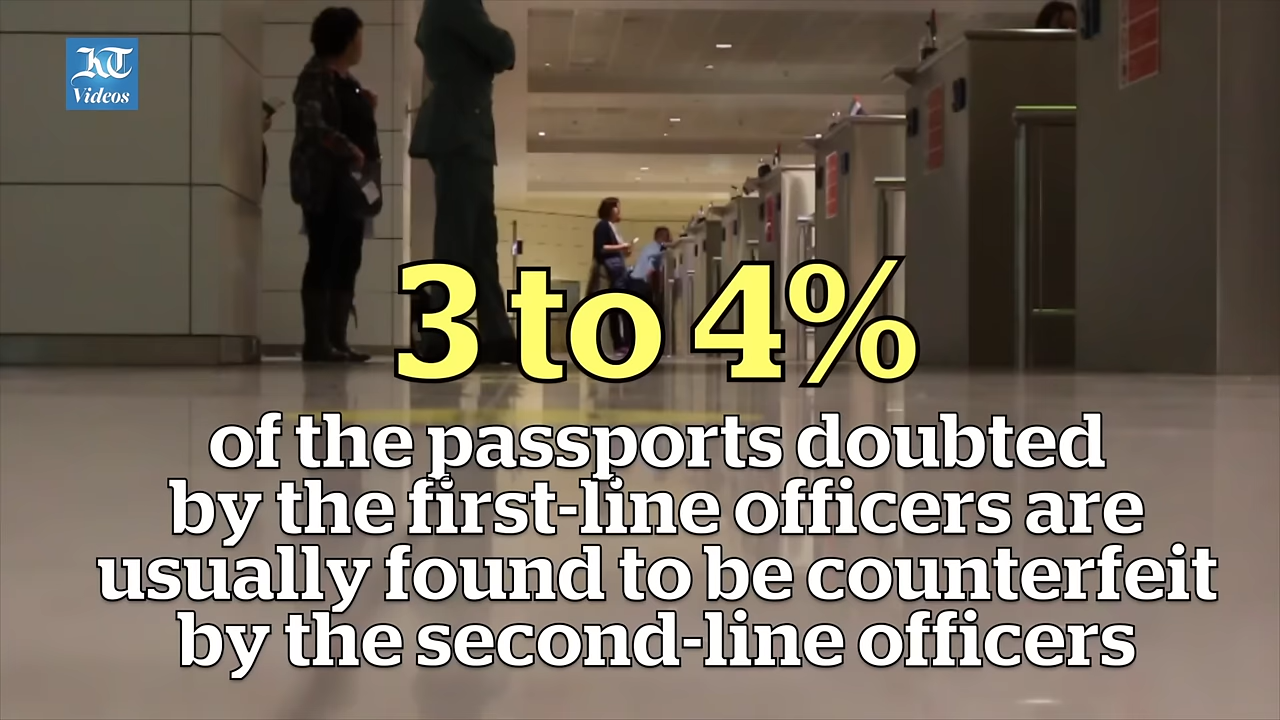 KT
Videos
3 to 4%
of the passports doubted
by the first-line officers are
usually found to be counterfeit
by the second-line officers